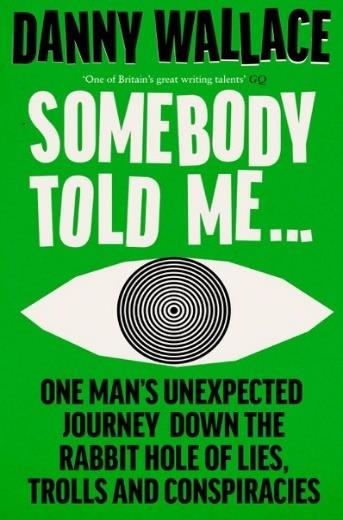 DANNY WALLACE
'One of Britain's great writing talents' GQ
SOMEBODY
TOLD ME...
ONE MAN'S UNEXPECTED
JOURNEY DOWN THE
RABBIT HOLE OF LIES,
TROLLS AND CONSPIRACIES